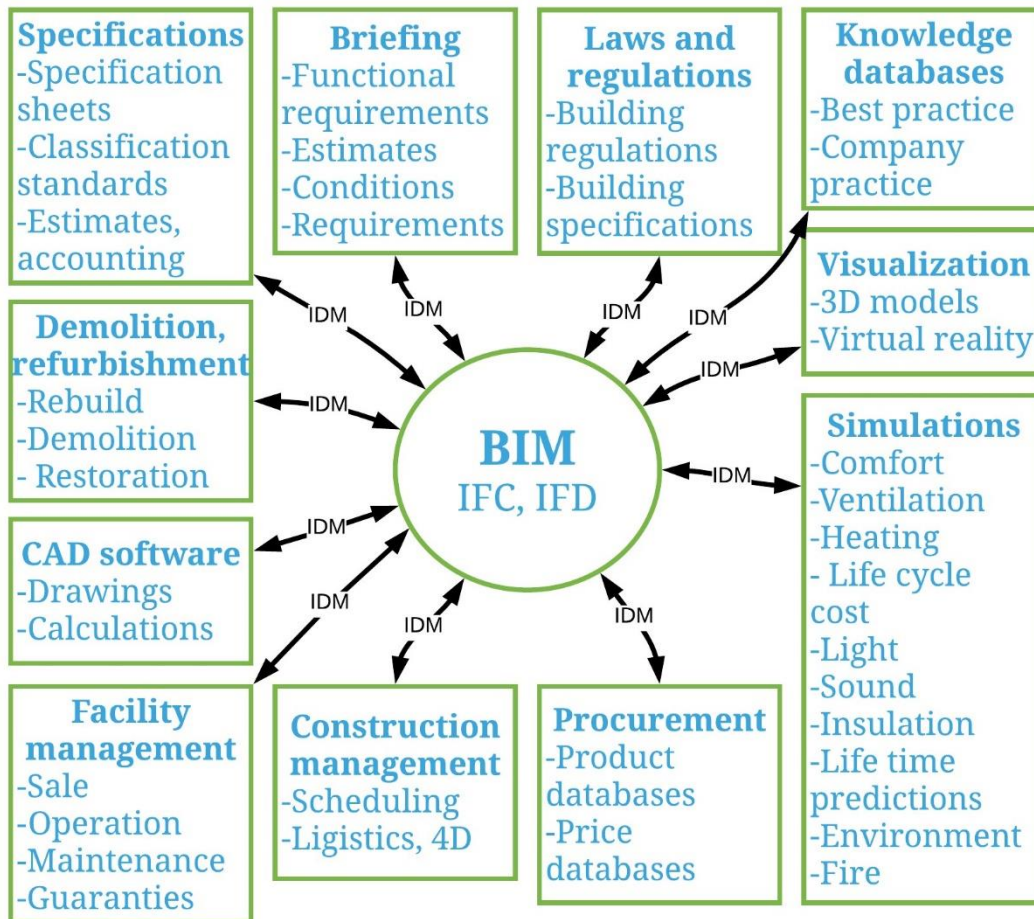 Specifications
-Specification
sheets
-Classification
standards
-Estimates,
accounting
Briefing
-Functional
requirements
-Estimates
-Conditions
-Requirements
Laws and
regulations
-Building
regulations
-Building
specifications
Knowledge
databases
-Best practice
-Company
practice
Visualization
-3D models
-Virtual reality
Demolition,
refurbishment
-Rebuild
-Demolition
- Restoration
IDM
IDM
IDM
IDM
IDM
IDM
IDM
IDM
IDM
IDM
IDM
BIM
IFC, IFD
Simulations
-Comfort
-Ventilation
-Heating
- Life cycle
cost
-Light
-Sound
-Insulation
-Life time
predictions
-Environment
-Fire
CAD software
-Drawings
-Calculations
Facility
management
-Sale
-Operation
-Maintenance
-Guaranties
Construction
management
-Scheduling
-Ligistics, 4D
Procurement
-Product
databases
-Price
databases